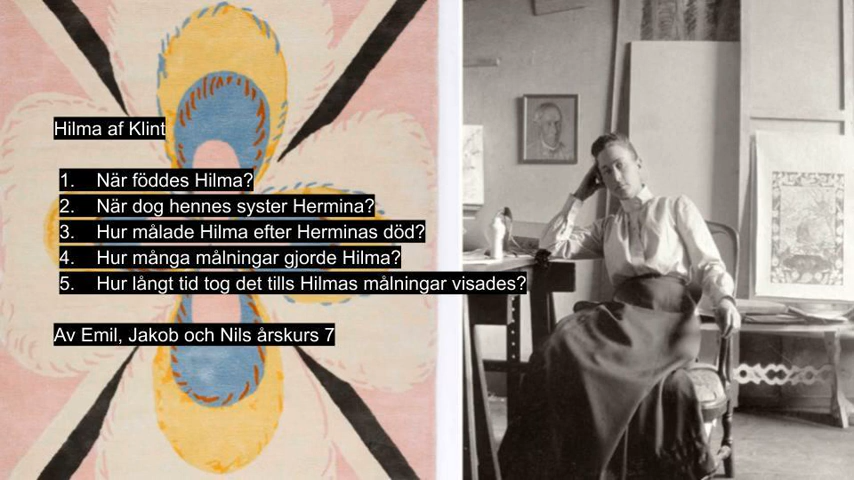 Hilma af Klint
1. När föddes Hilma?
2. När dog hennes syster Hermina?
3. Hur målade Hilma efter Herminas död?
4. Hur många målningar gjorde Hilma?
5. Hur långt tid tog det tills Hilmas målningar visades?
Av Emil, Jakob och Nils årskurs 7